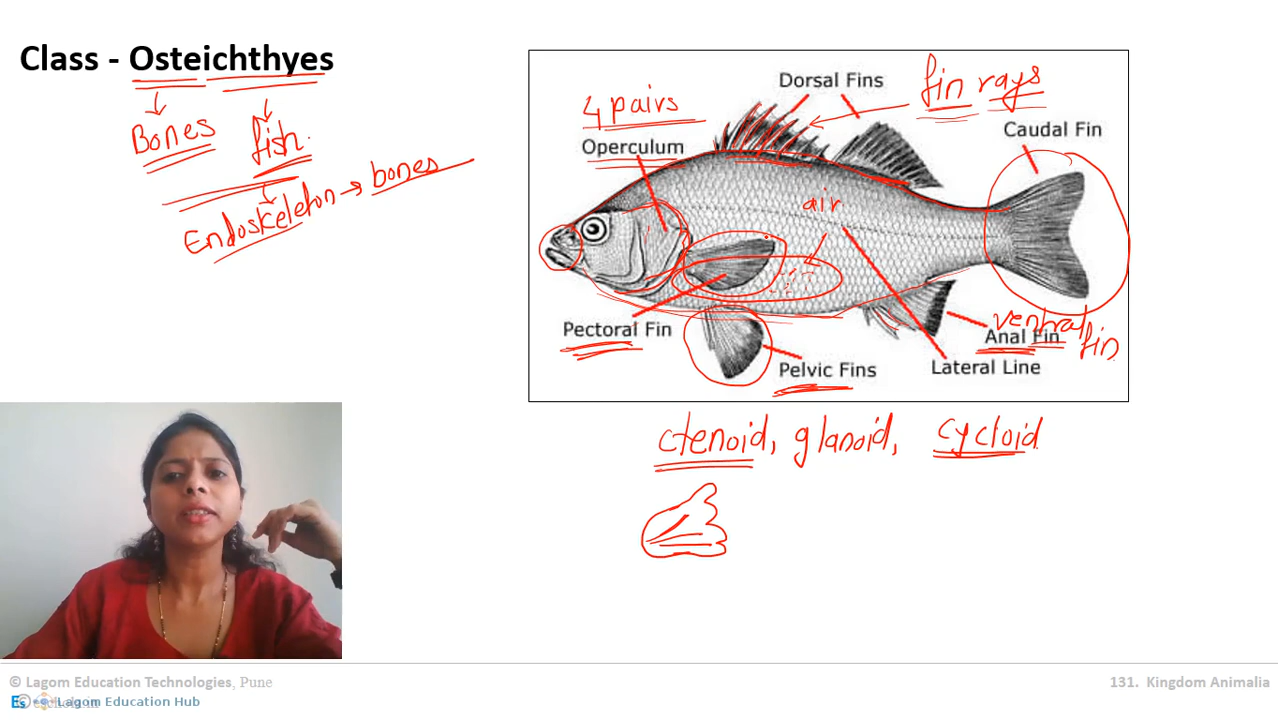 Class - Osteichthyes
Bones
fish.
Endoskeleton → bones
4 pairs
Operculum
Dorsal Fins
fin rays
Caudal Fin
air
Pectoral Fin
Pelvic Fins
ventral fin
Anal Fin
Lateral Line
ctenoid, glanoid, cycloid
© Lagom Education Technologies, Pune
Lagom Education Hub
131. Kingdom Animalia